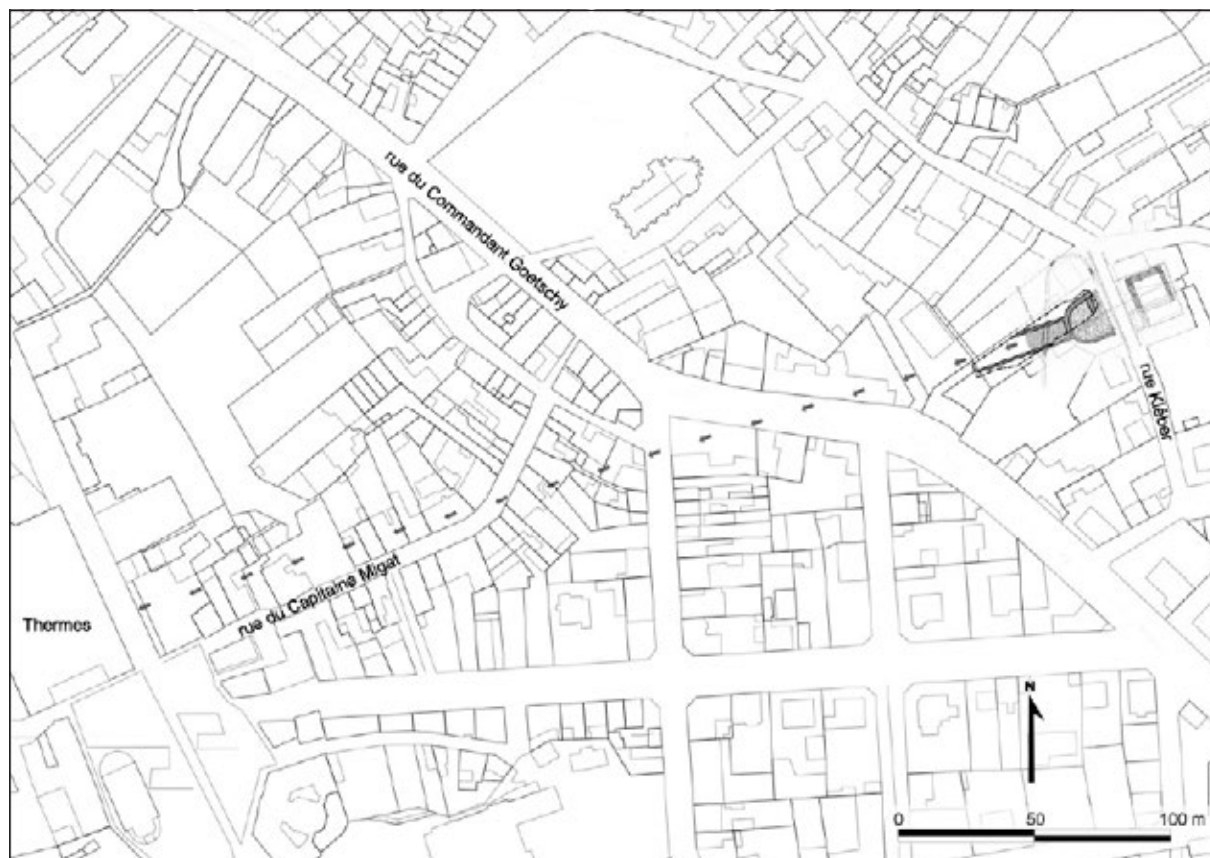 rue du Commandant Goetschy
rue Kléber
rue du Capitaine Migat
Thermes
N
0 50 100 m